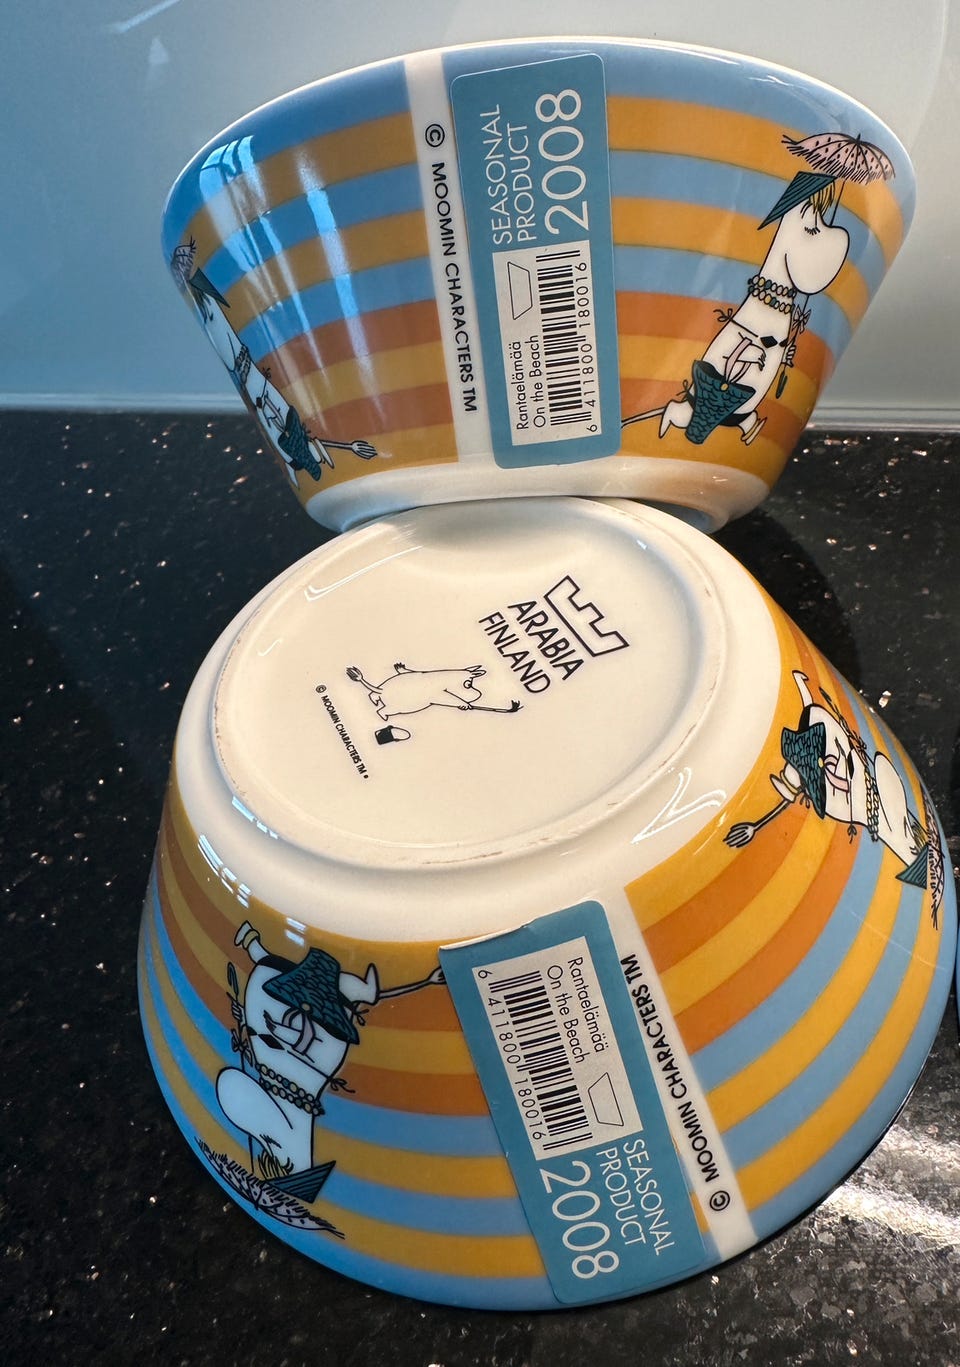 © MOOMIN CHARACTERS TM
SEASONAL
PRODUCT
2008
Rantaelämää
On the Beach
6 411800 180016
ARABIA
FINLAND
© MOOMIN CHARACTERS TM
Rantaelämää
On the Beach
6 411800 180016
SEASONAL
PRODUCT
2008
© MOOMIN CHARACTERS TM